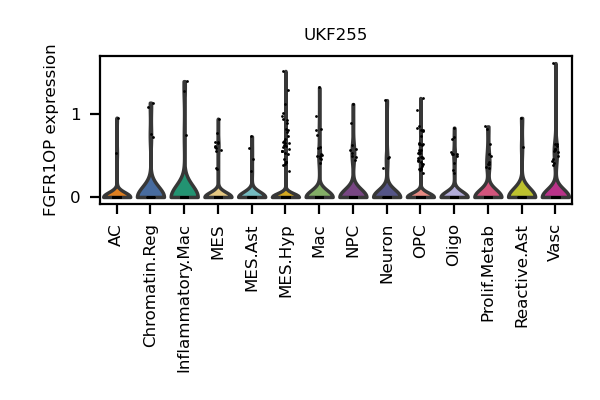 UKF255
FGFR1OP expression
1
0
AC
Chromatin.Reg
Inflammatory.Mac
MES
MES.Ast
MES.Hyp
Mac
NPC
Neuron
OPC
Oligo
Prolif.Metab
Reactive.Ast
Vasc